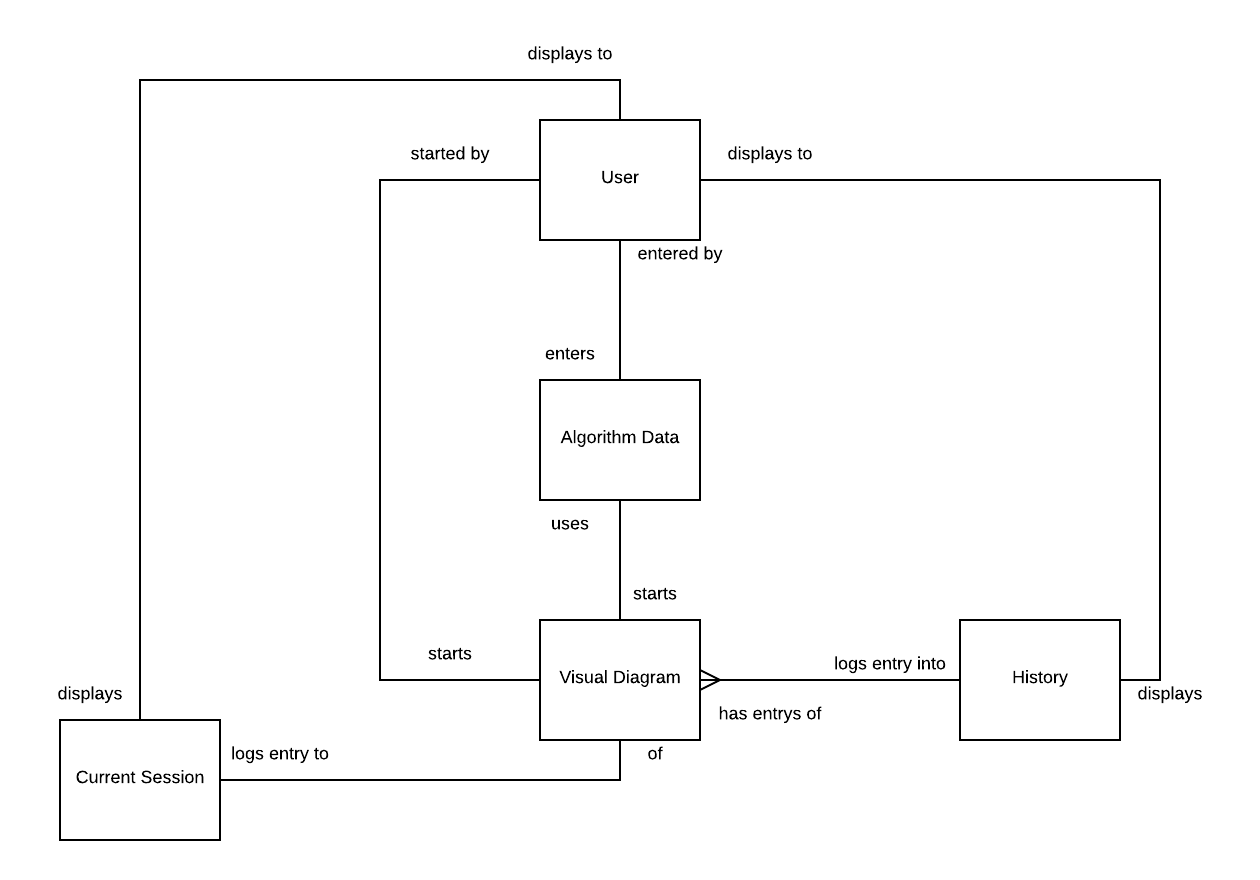 displays to
started by
displays to
User
entered by
enters
Algorithm Data
uses
starts
starts
logs entry into
Visual Diagram
History
displays
displays
has entrys of
logs entry to
of
Current Session